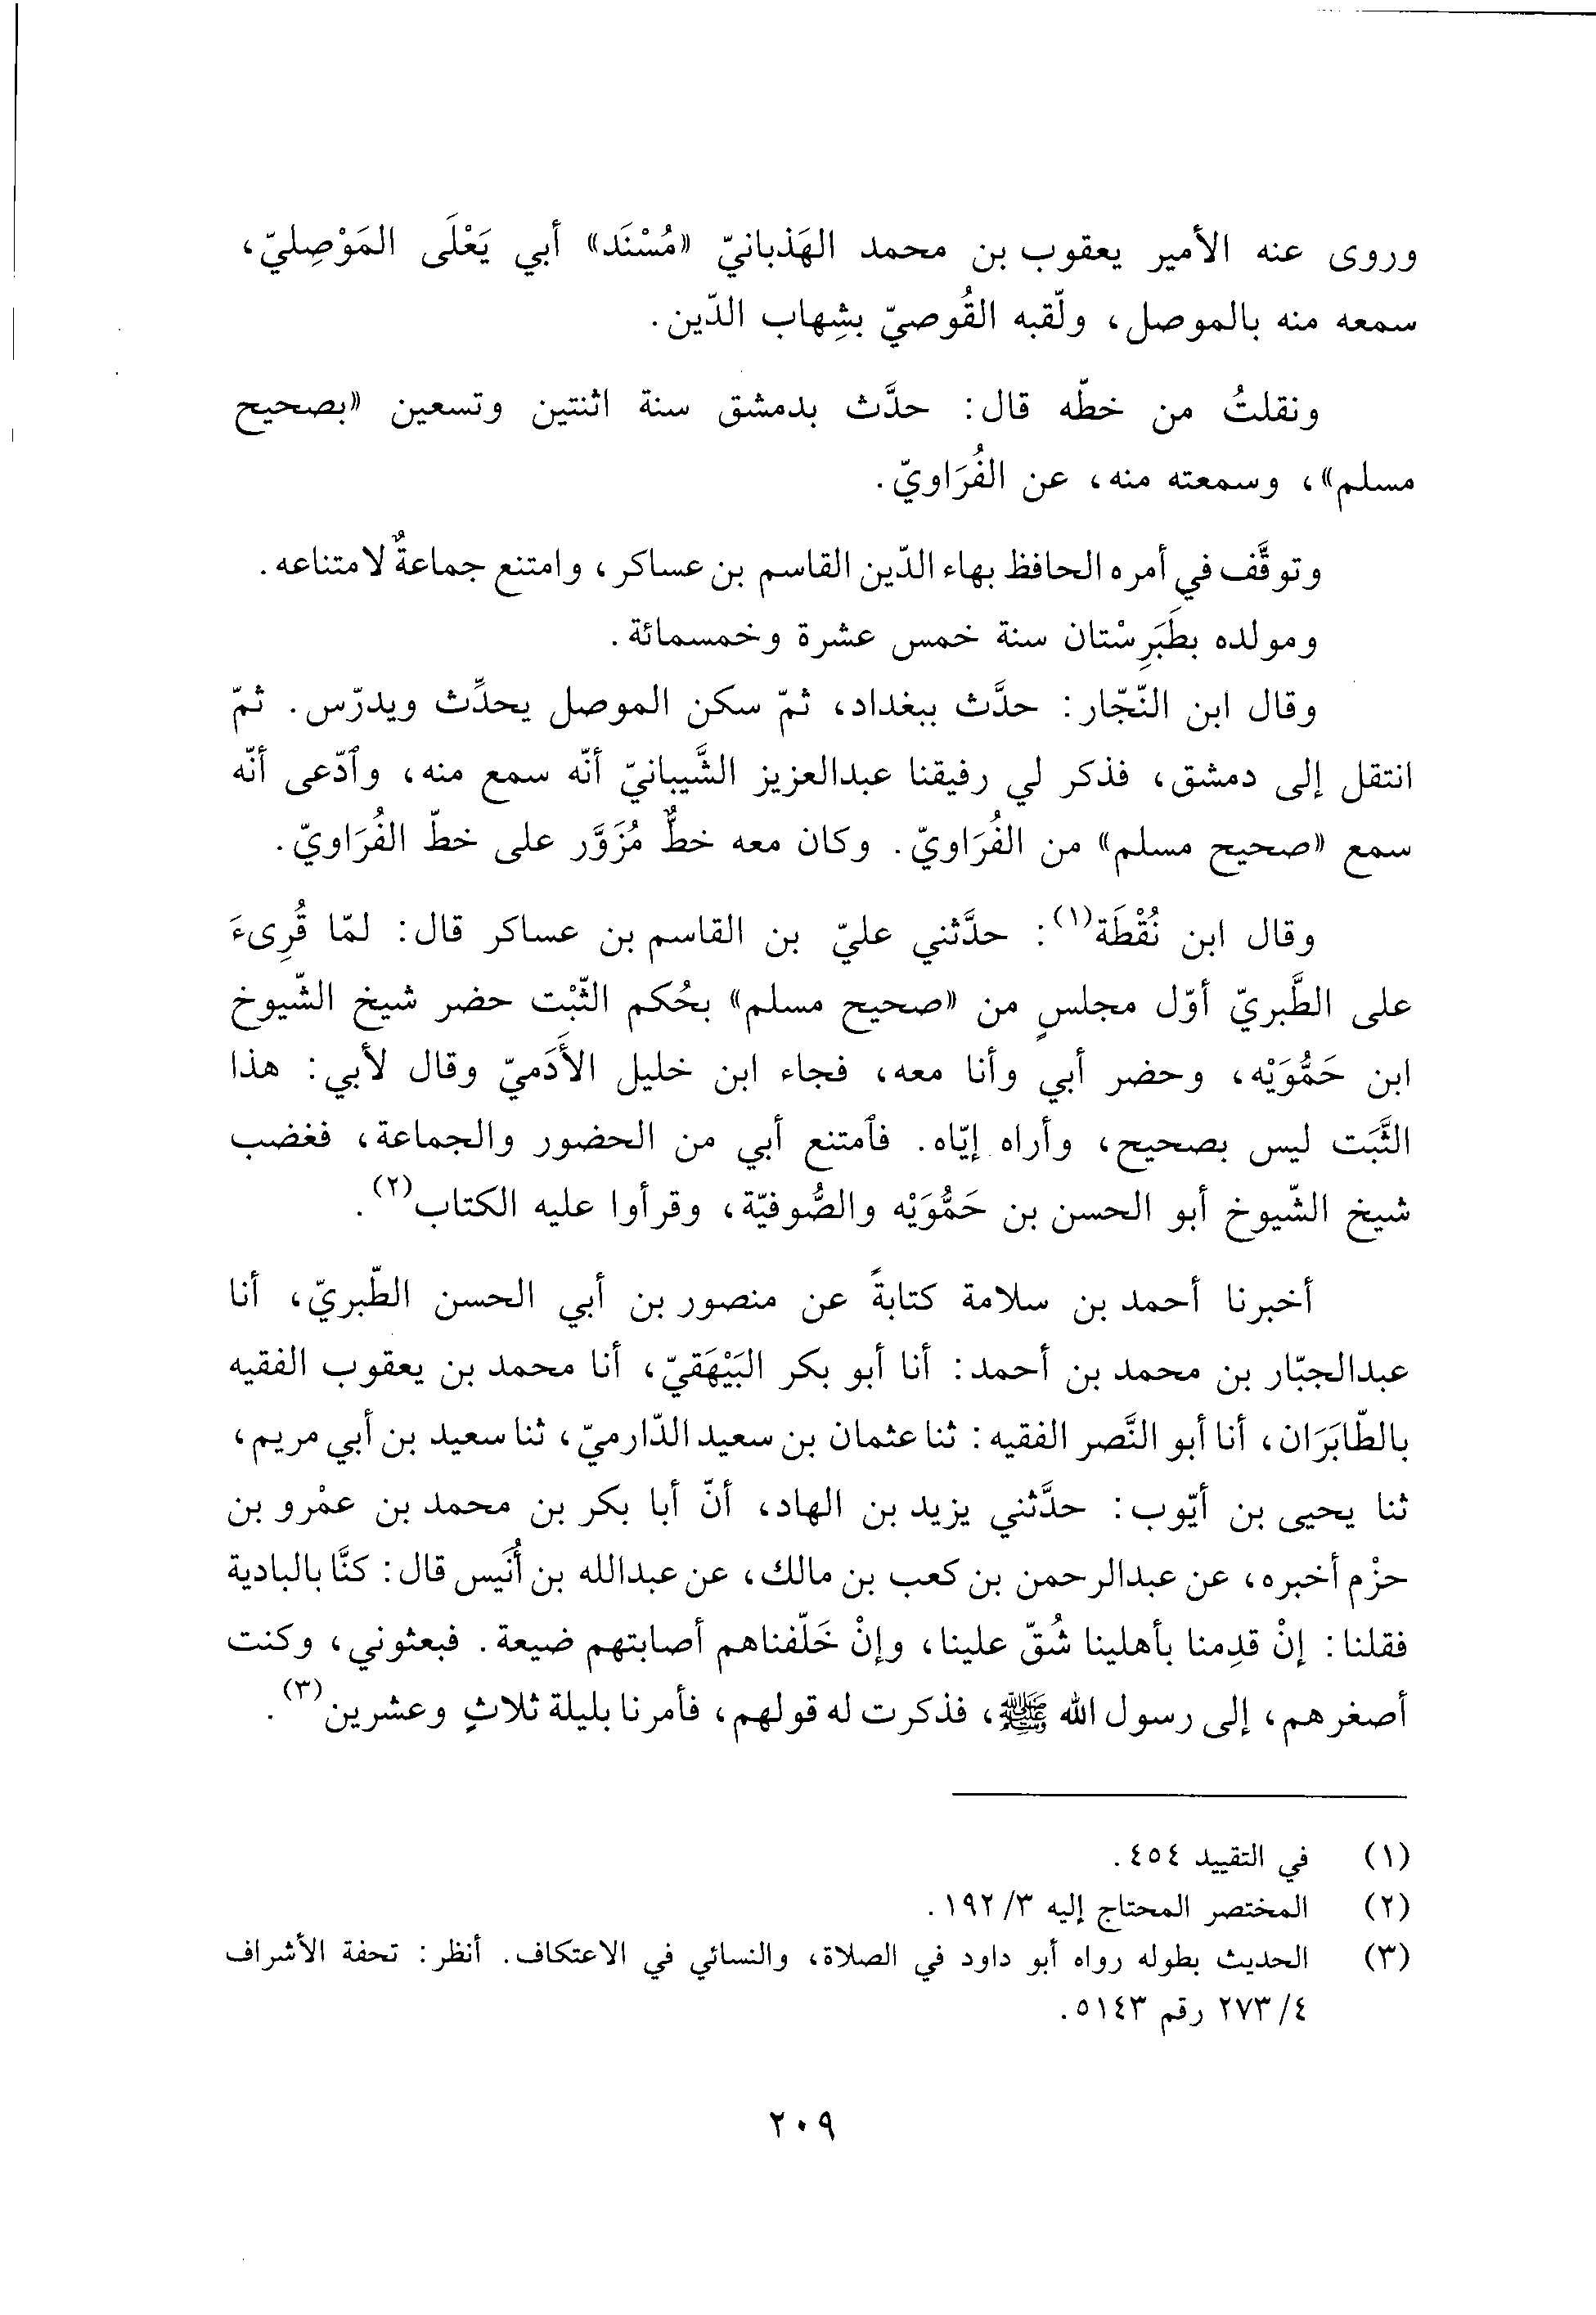 وروى عنه الأمير يعقوب بن محمد الهَذبانيّ «مُسْنَد» أبي يَعْلَى المَوْصِليّ،
سمعه منه بالموصل، ولّقبه القُوصيّ بشِهاب الدّين.
ونقلتُ من خطّه قال: حدَّث بدمشق سنة اثنتين وتسعين «بصحيح
مسلم»، وسمعته منه، عن الفُرَاويّ.
وتوقَّف في أمره الحافظ بهاء الدّين القاسم بن عساكر، وامتنع جماعةٌ لامتناعه.
ومولده بطَبَرِسْتان سنة خمس عشرة وخمسمائة.
وقال ابن النّجّار: حدَّث ببغداد، ثمّ سكن الموصل يحدِّث ويدرّس. ثمّ
انتقل إلى دمشق، فذكر لي رفيقنا عبدالعزيز الشَّيبانيّ أنّه سمع منه، وٱدّعى أنّه
سمع «صحيح مسلم» من الفُرَاويّ. وكان معه خطٌّ مُزَوَّر على خطّ الفُرَاويّ.
وقال ابن نُقْطَة(١): حدَّثني عليّ بن القاسم بن عساكر قال: لمّا قُرِىءَ
على الطَّبريّ أوّل مجلسٍ من «صحيح مسلم» بحُكم الثّبْت حضر شيخ الشّيوخ
ابن حَمُّوَيْه، وحضر أبي وأنا معه، فجاء ابن خليل الأَدَميّ وقال لأبي: هذا
الثَّبَت ليس بصحيح، وأراه إيّاه. فٱمتنع أبي من الحضور والجماعة، فغضب
شيخ الشّيوخ أبو الحسن بن حَمُّوَيْه والصُّوفيّة، وقرأوا عليه الكتاب(٢).
أخبرنا أحمد بن سلامة كتابةً عن منصور بن أبي الحسن الطّبريّ، أنا
عبدالجبّار بن محمد بن أحمد: أنا أبو بكر البَيْهَقيّ، أنا محمد بن يعقوب الفقيه
بالطّابَرَان، أنا أبو النَّصر الفقيه: ثنا عثمان بن سعيد الدّارميّ، ثنا سعيد بن أبي مريم،
ثنا يحيى بن أيّوب: حدَّثني يزيد بن الهاد، أنّ أبا بكر بن محمد بن عمْرو بن
حزْم أخبره، عن عبدالرحمن بن كعب بن مالك، عن عبدالله بن أُنَيس قال: كنَّا بالبادية
فقلنا: إنْ قدِمنا بأهلينا شُقّ علينا، وإنْ خَلّفناهم أصابتهم ضيعة. فبعثوني، وكنت
أصغرهم، إلى رسول الله ﷺ، فذكرت له قولهم، فأمرنا بليلة ثلاثٍ وعشرين(٣).
(١) في التقييد ٤٥٤.
(٢) المختصر المحتاج إليه ٣/ ١٩٢.
(٣) الحديث بطوله رواه أبو داود في الصلاة، والنسائي في الاعتكاف. أنظر: تحفة الأشراف
٤/ ٢٧٣ رقم ٥١٤٣.
٢٠٩